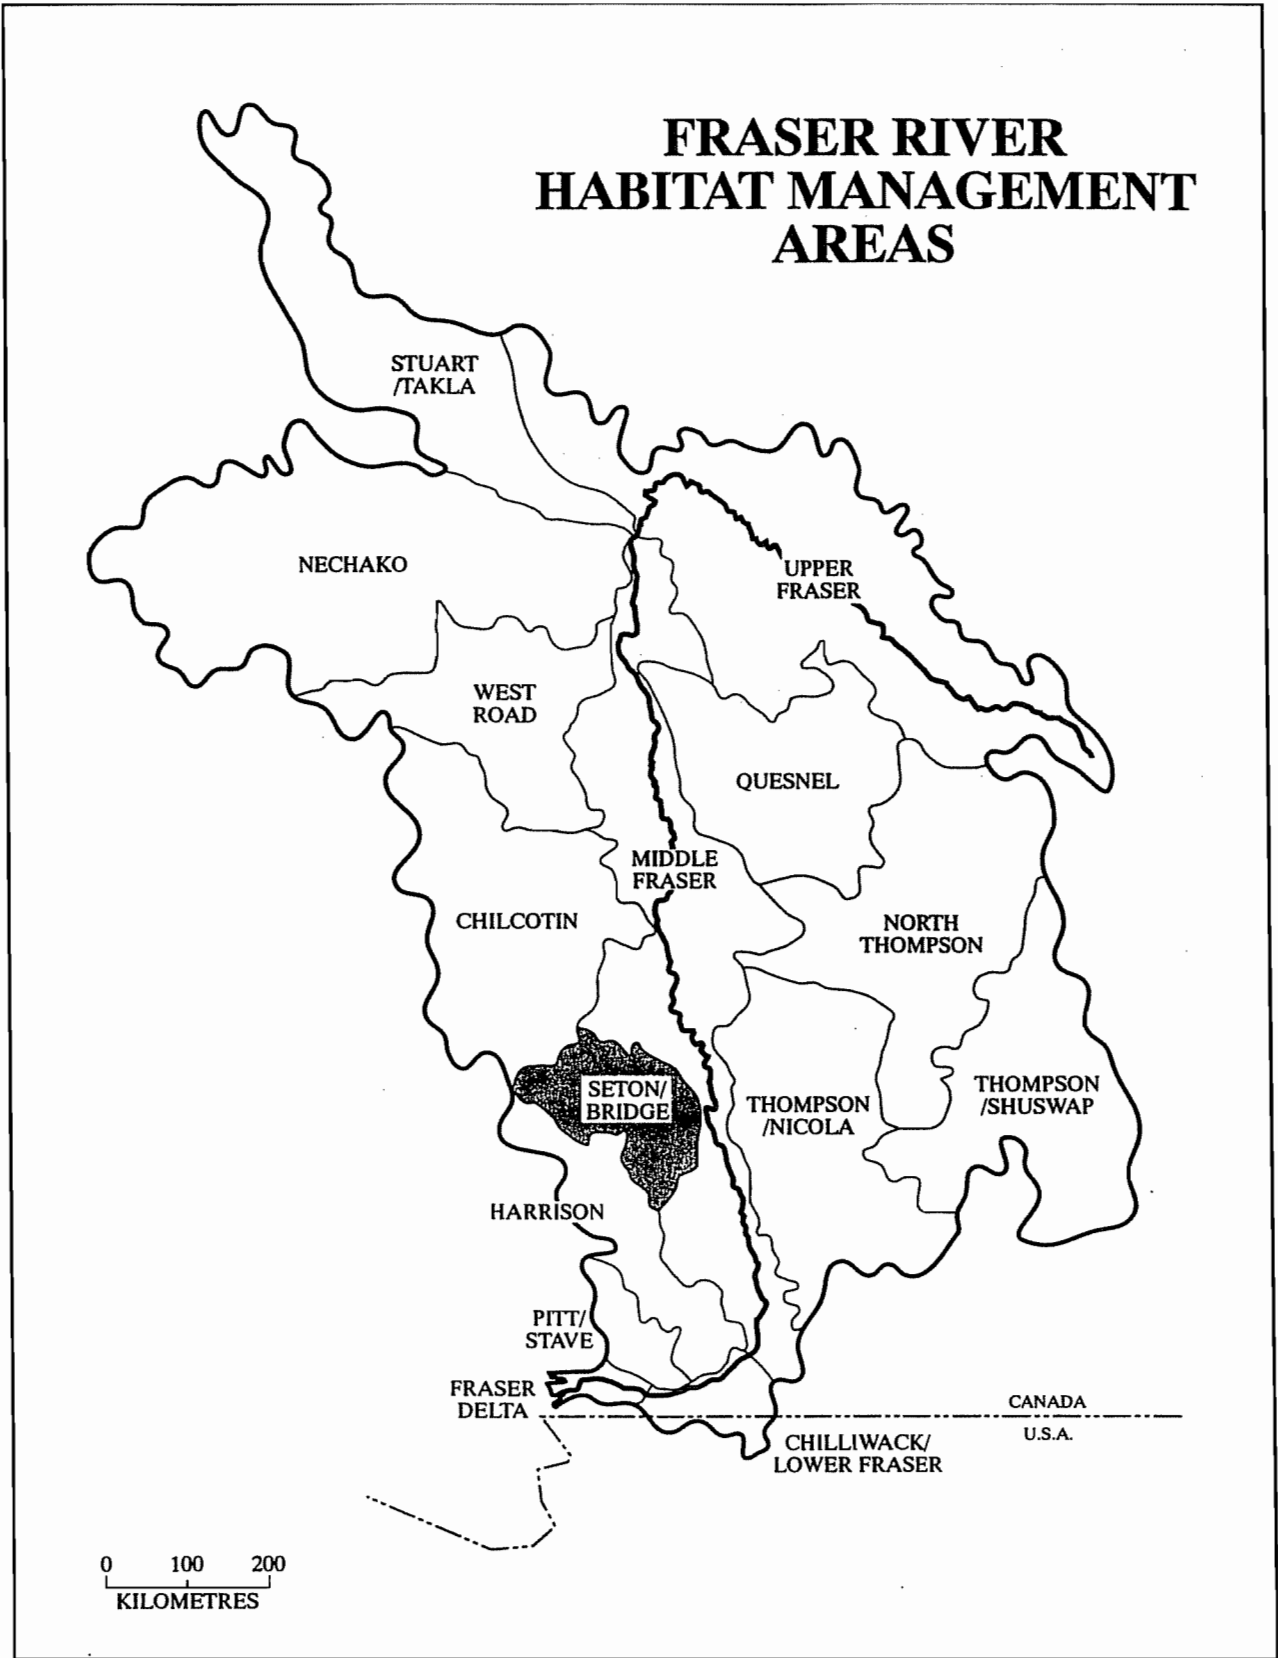 FRASER RIVER
HABITAT MANAGEMENT
AREAS
STUART
/TAKLA
NECHAKO
UPPER
FRASER
WEST
ROAD
QUESNEL
MIDDLE
FRASER
CHILCOTIN
NORTH
THOMPSON
SETON/
BRIDGE
THOMPSON
/NICOLA
THOMPSON
/SHUSWAP
HARRISON
PITT/
STAVE
FRASER
DELTA
CANADA
U.S.A.
CHILLIWACK/
LOWER FRASER
0 100 200
KILOMETRES